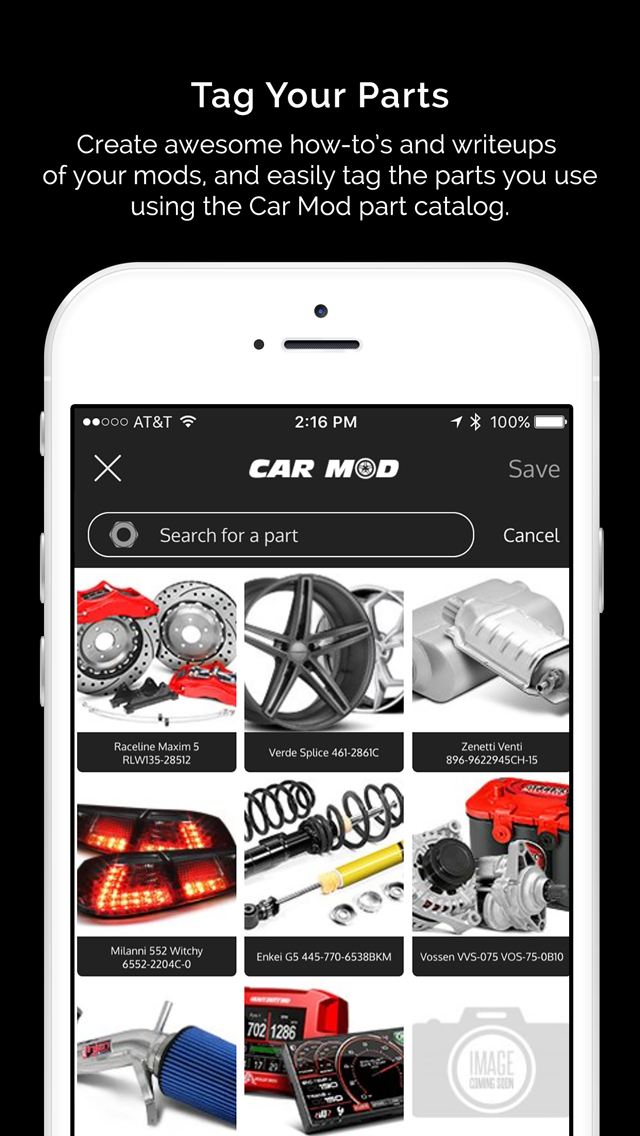 Tag Your Parts
Create awesome how-to's and writeups
of your mods, and easily tag the parts you use
using the Car Mod part catalog.
AT&T 2:16 PM 100%
CAR MOD Save
Search for a part Cancel
Raceline Maxim 5
RLW135-28512
Verde Splice 461-2861C
Zenetti Venti
896-9622945CH-15
Milanni 552 Witchy
6552-2204C-0
Enkei G5 445-770-6538BKM
Vossen VVS-075 VOS-75-0B10
HEAVY DUTY MD
702 1286
IMAGE
COMING SOON